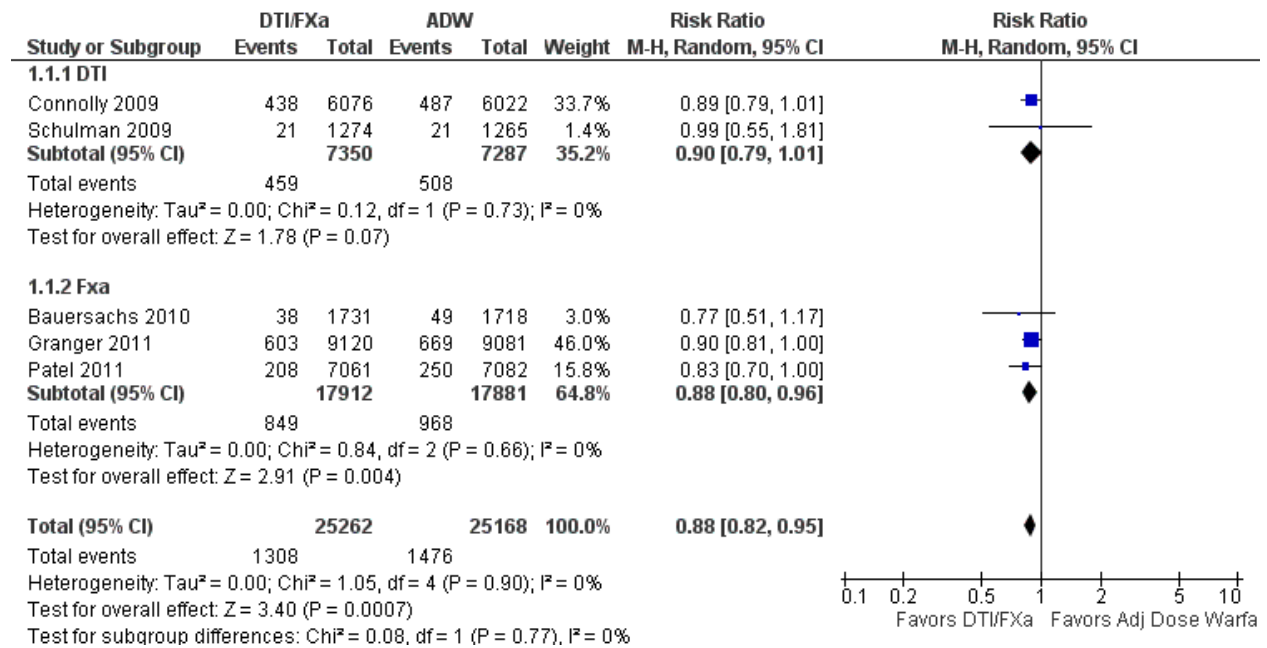 DTI/FXa ADW Risk Ratio Risk Ratio
Study or Subgroup Events Total Events Total Weight M-H, Random, 95% CI M-H, Random, 95% CI
1.1.1 DTI
Connolly 2009 438 6076 487 6022 33.7% 0.89 [0.79, 1.01]
Schulman 2009 21 1274 21 1265 1.4% 0.99 [0.55, 1.81]
Subtotal (95% CI) 7350 7287 35.2% 0.90 [0.79, 1.01]
Total events 459 508
Heterogeneity: Tau² = 0.00; Chi² = 0.12, df = 1 (P = 0.73); I² = 0%
Test for overall effect: Z = 1.78 (P = 0.07)
1.1.2 Fxa
Bauersachs 2010 38 1731 49 1718 3.0% 0.77 [0.51, 1.17]
Granger 2011 603 9120 669 9081 46.0% 0.90 [0.81, 1.00]
Patel 2011 208 7061 250 7082 15.8% 0.83 [0.70, 1.00]
Subtotal (95% CI) 17912 17881 64.8% 0.88 [0.80, 0.96]
Total events 849 968
Heterogeneity: Tau² = 0.00; Chi² = 0.84, df = 2 (P = 0.66); I² = 0%
Test for overall effect: Z = 2.91 (P = 0.004)
Total (95% CI) 25262 25168 100.0% 0.88 [0.82, 0.95]
Total events 1308 1476
Heterogeneity: Tau² = 0.00; Chi² = 1.05, df = 4 (P = 0.90); I² = 0%
Test for overall effect: Z = 3.40 (P = 0.0007)
Test for subgroup differences: Chi² = 0.08, df = 1 (P = 0.77), I² = 0%
0.1 0.2 0.5 1 2 5 10
Favors DTI/FXa Favors Adj Dose Warfa